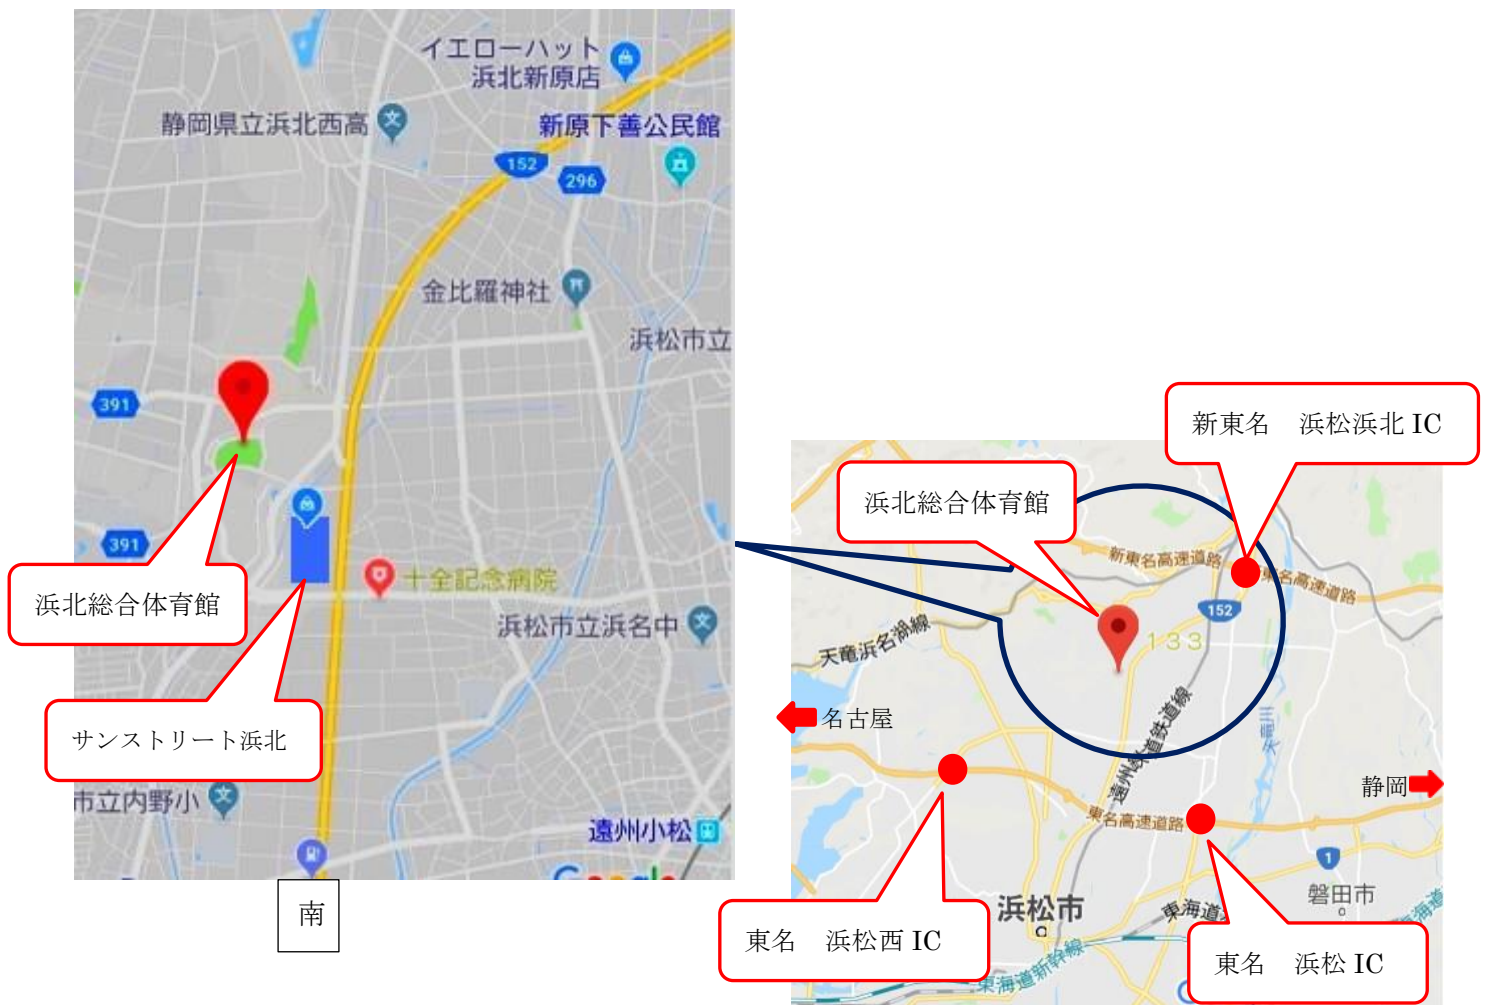 イエローハット
浜北新原店
静岡県立浜北西高
新原下善公民館
152
296
金比羅神社
浜松市立
391
391
浜北総合体育館
十全記念病院
浜松市立浜名中
サンストリート浜北
市立内野小
遠州小松
Google
南
新東名 浜松浜北 IC
浜北総合体育館
新東名高速道路
東名高速道路
152
133
天竜浜名湖線
名古屋
遠州鉄道鉄道線
天竜川
静岡
東名高速道路
1
磐田市
浜松市
東海道
東名 浜松西 IC
東名 浜松 IC
東海道新幹線